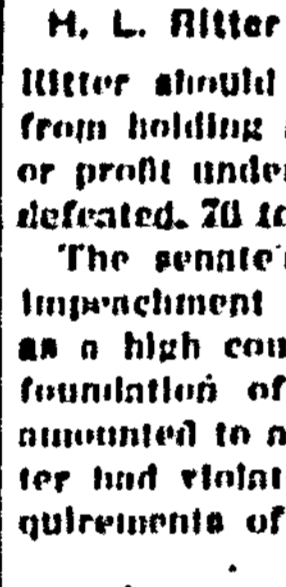 H. L. Ritter
Ritter should
from holding
or profit under
defeated. 76 to
The senate's
impeachment
as a high cou
foundation of
amounted to a
ter had violat
quirements of